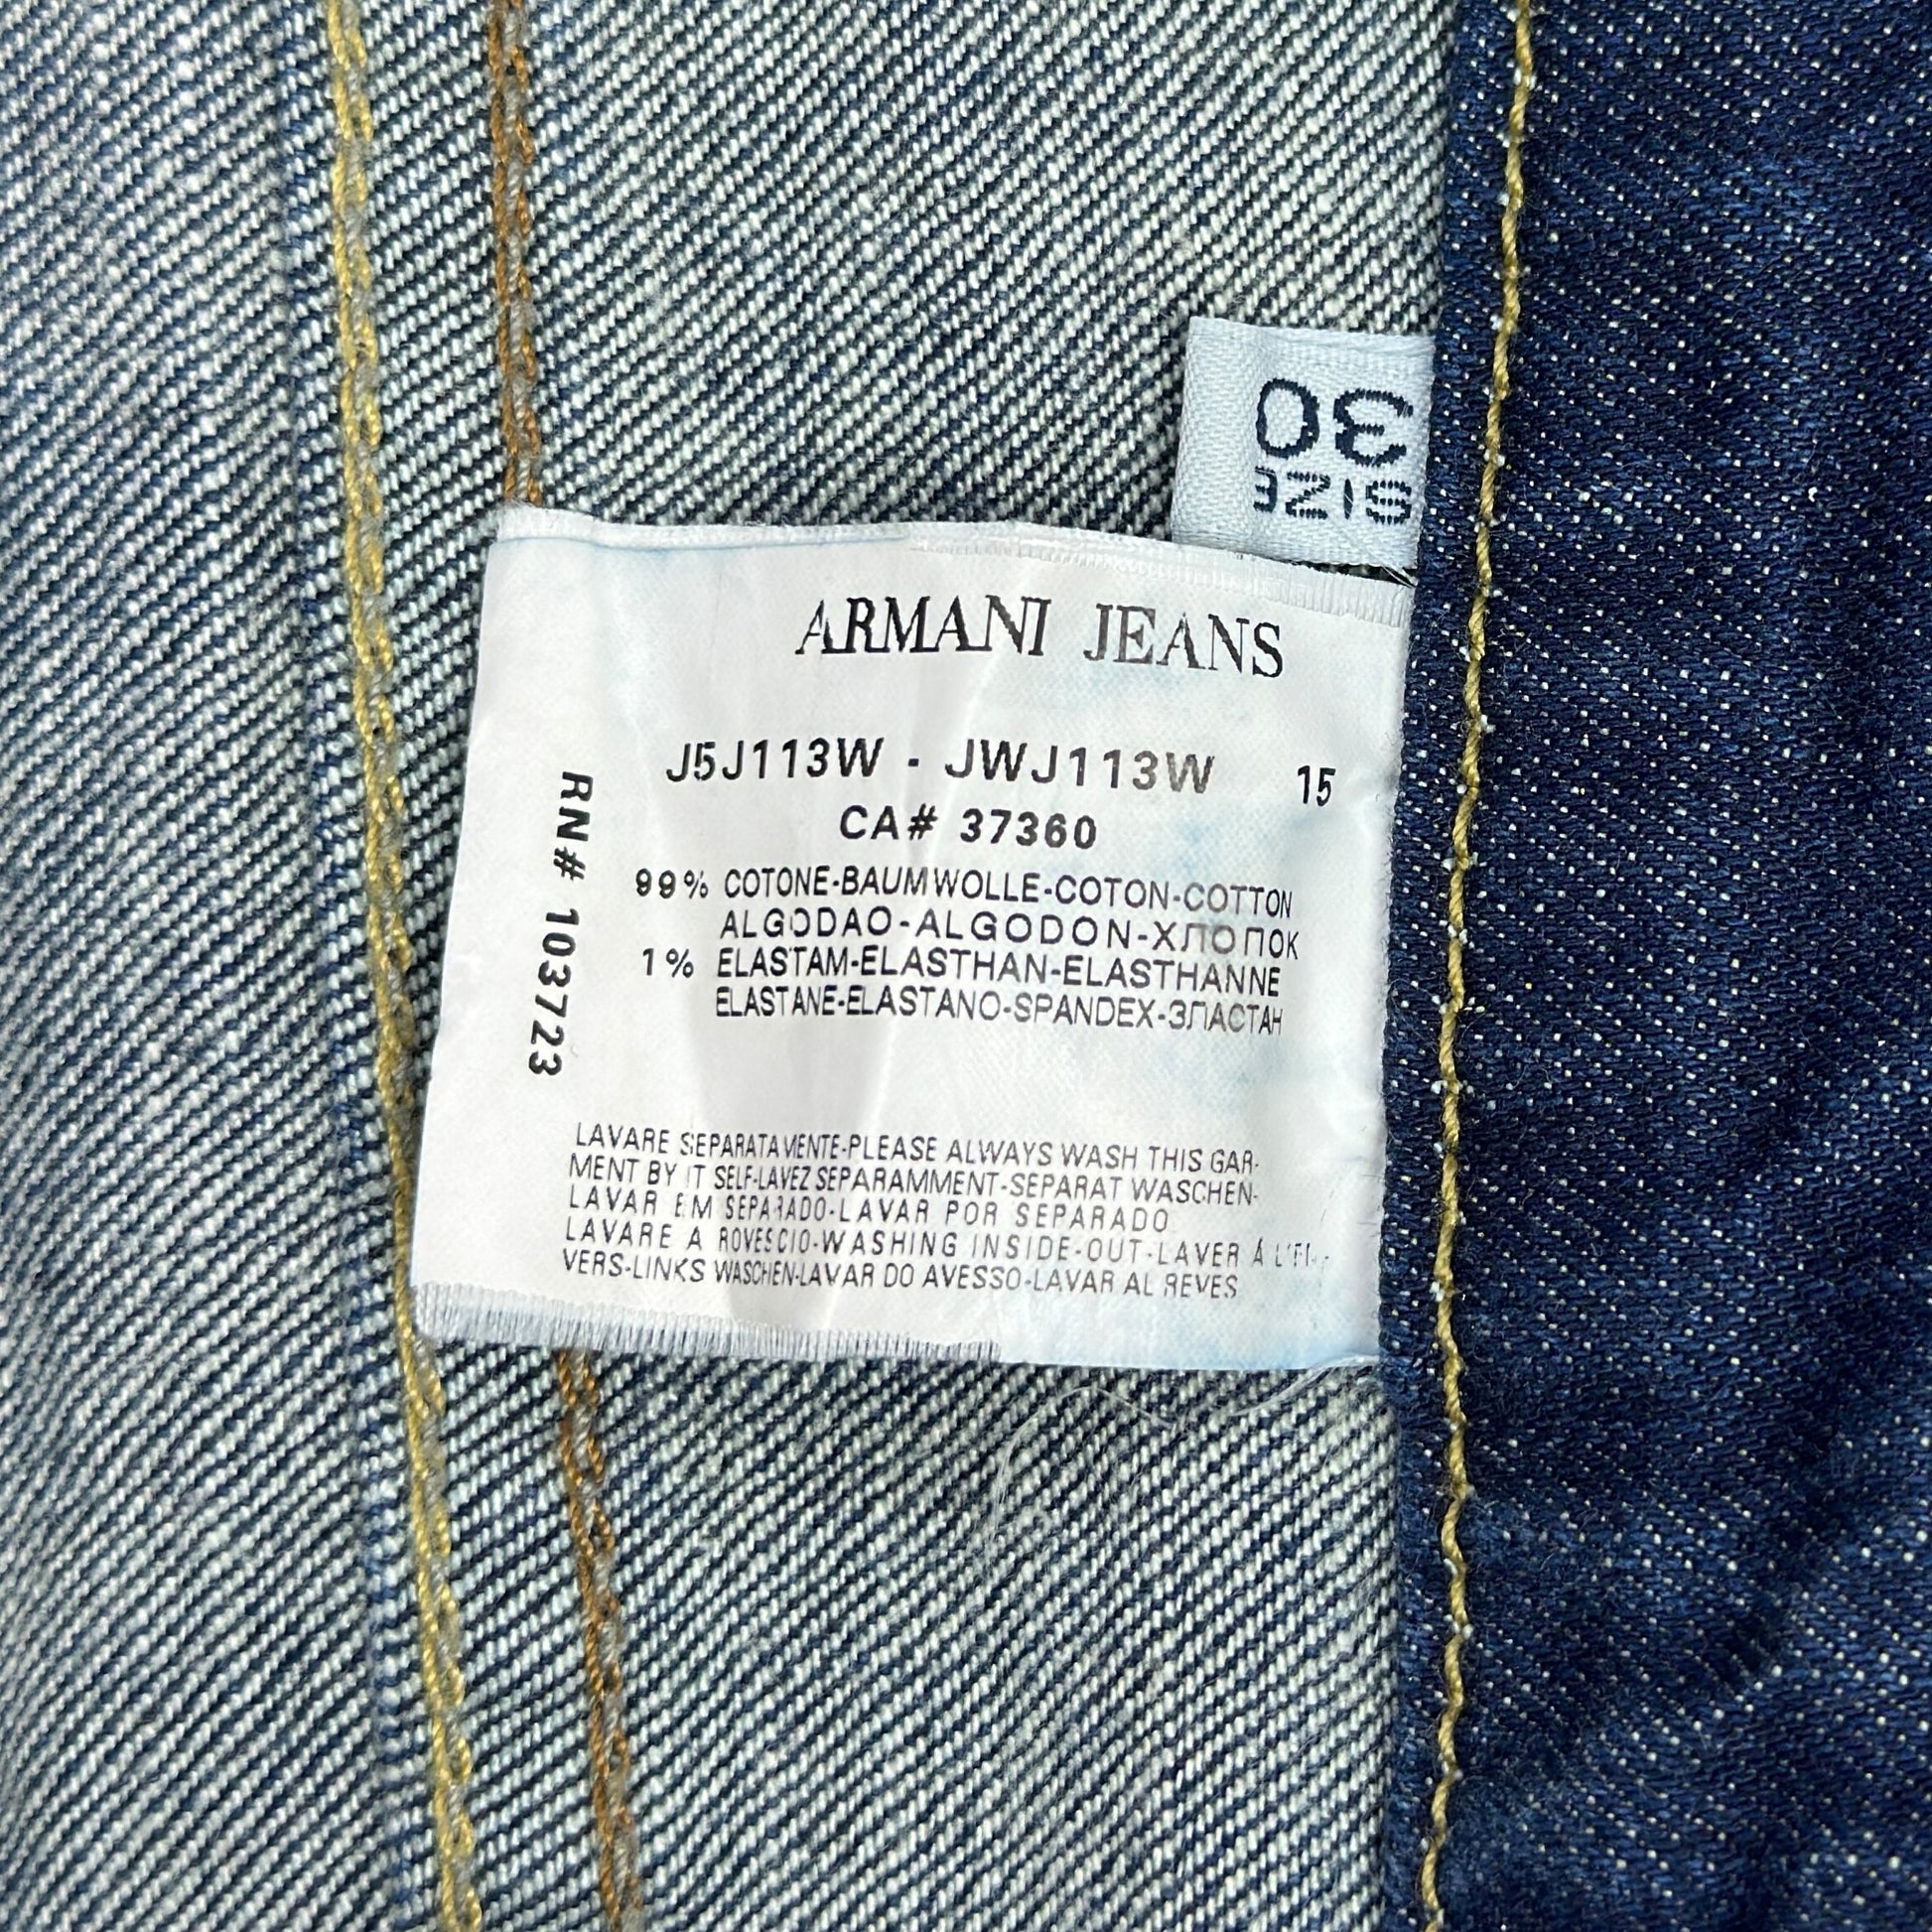 30
SIZE
ARMANI JEANS
J5J113W - JWJ113W 15
CA# 37360
99% COTONE-BAUMWOLLE-COTON-COTTON
ALGODAO-ALGODON-ХЛОПОК
1% ELASTAM-ELASTHAN-ELASTHANNE
ELASTANE-ELASTANO-SPANDEX-ЗЛАСТАН
RN# 103723
LAVARE SEPARATAMENTE-PLEASE ALWAYS WASH THIS GAR-
MENT BY IT SELF-LAVEZ SEPARAMMENT-SEPARAT WASCHEN-
LAVAR EM SEPARADO-LAVAR POR SEPARADO
LAVARE A ROVESCIO-WASHING INSIDE-OUT-LAVER Á
VERS-LINKS WASCHEN-LAVAR DO AVESSO-LAVAR AL REVES